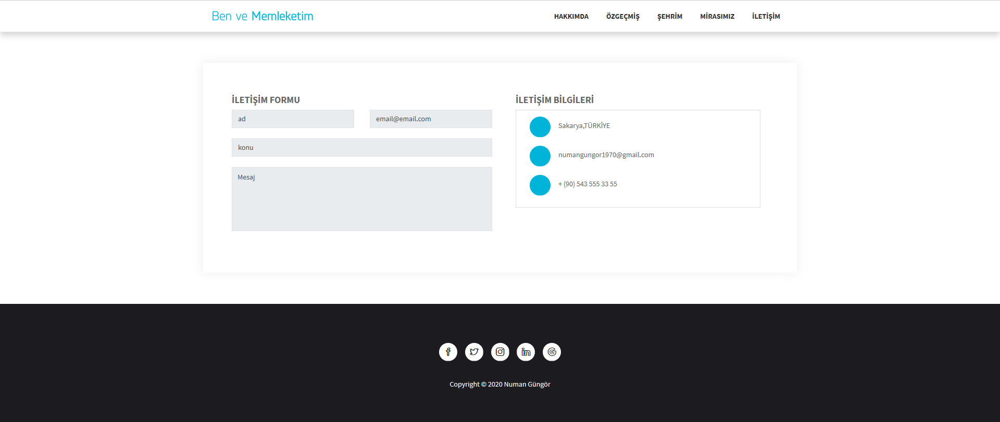 Ben ve Memleketim
HAKKIMDA ÖZGEÇMİŞ ŞEHRİM MİRASIMIZ İLETİŞİM
İLETİŞİM FORMU
ad
email@email.com
konu
Mesaj
İLETİŞİM BİLGİLERİ
Sakarya,TÜRKİYE
numangungor1970@gmail.com
+ (90) 543 555 33 55
Copyright © 2020 Numan Güngör